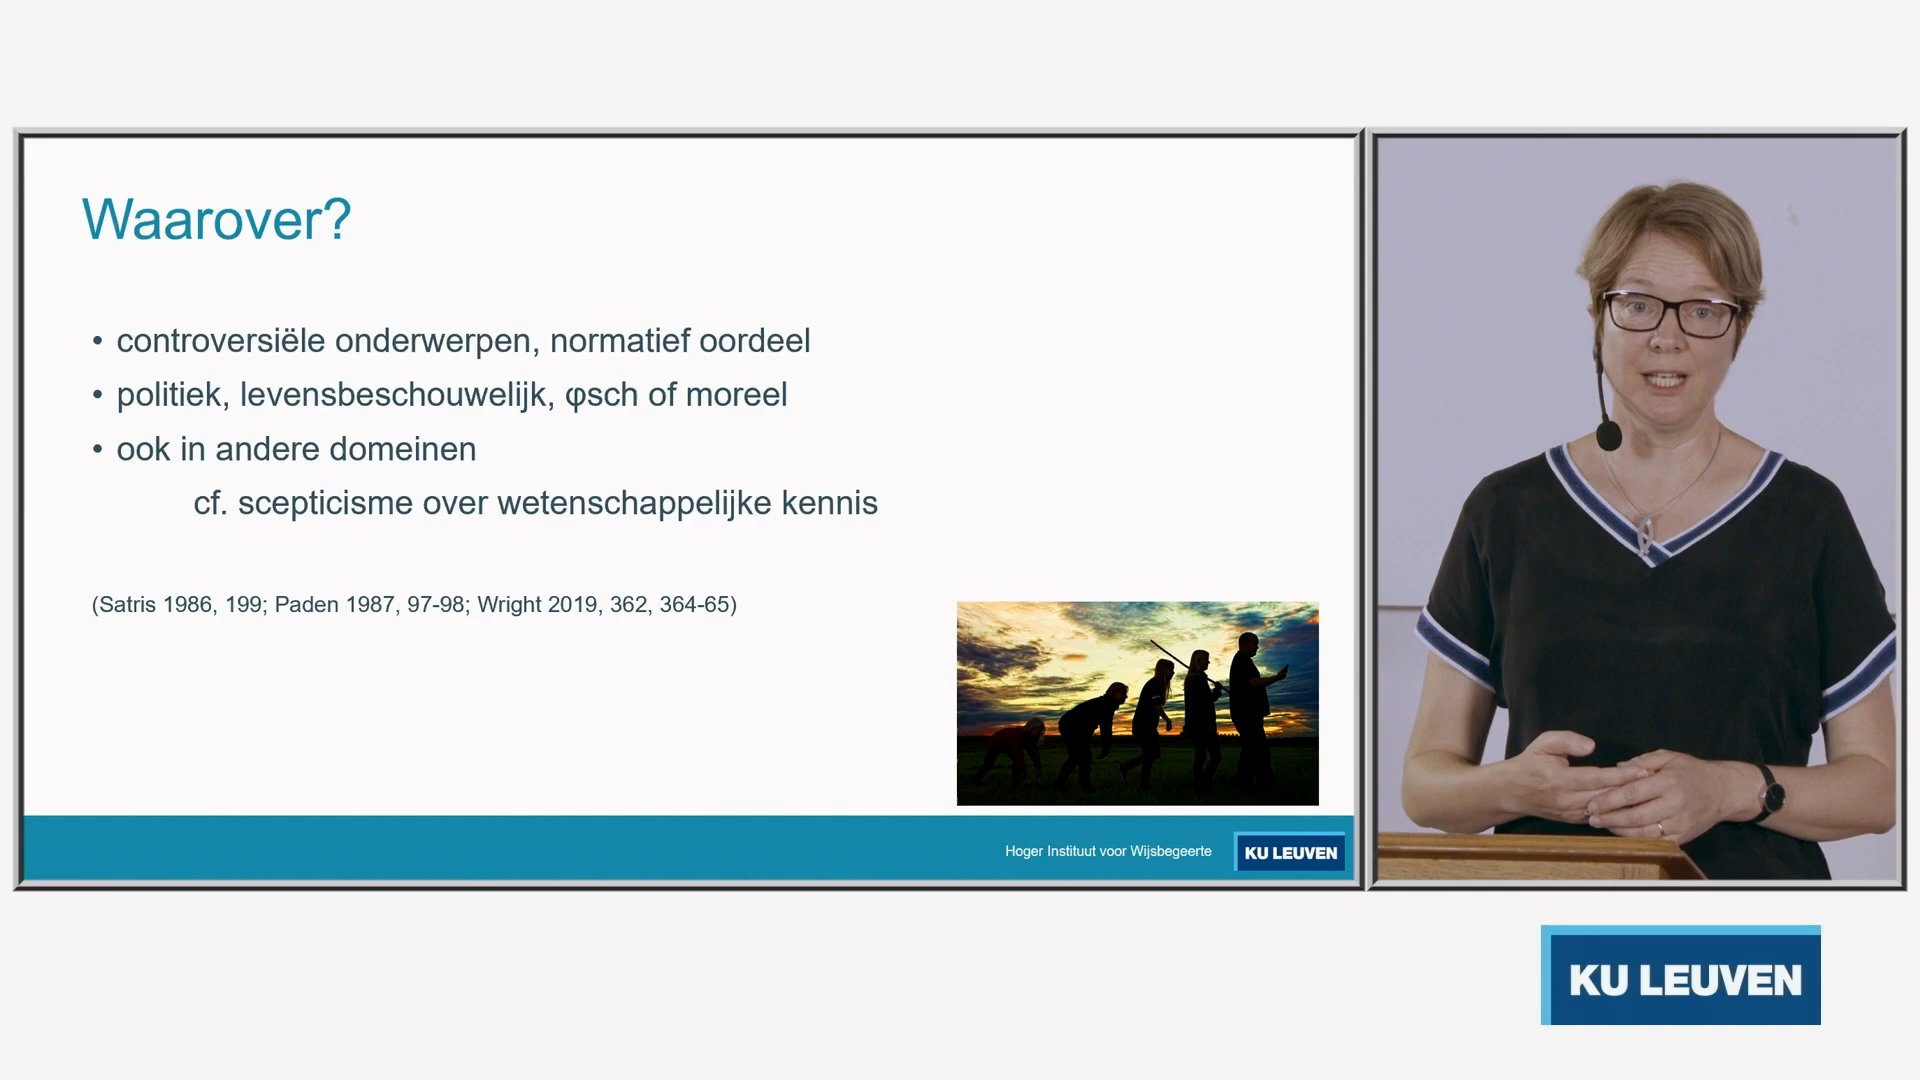 Waarover?
• controversiële onderwerpen, normatief oordeel
• politiek, levensbeschouwelijk, φsch of moreel
• ook in andere domeinen
cf. scepticisme over wetenschappelijke kennis
(Satris 1986, 199; Paden 1987, 97-98; Wright 2019, 362, 364-65)
Hoger Instituut voor Wijsbegeerte
KU LEUVEN
KU LEUVEN